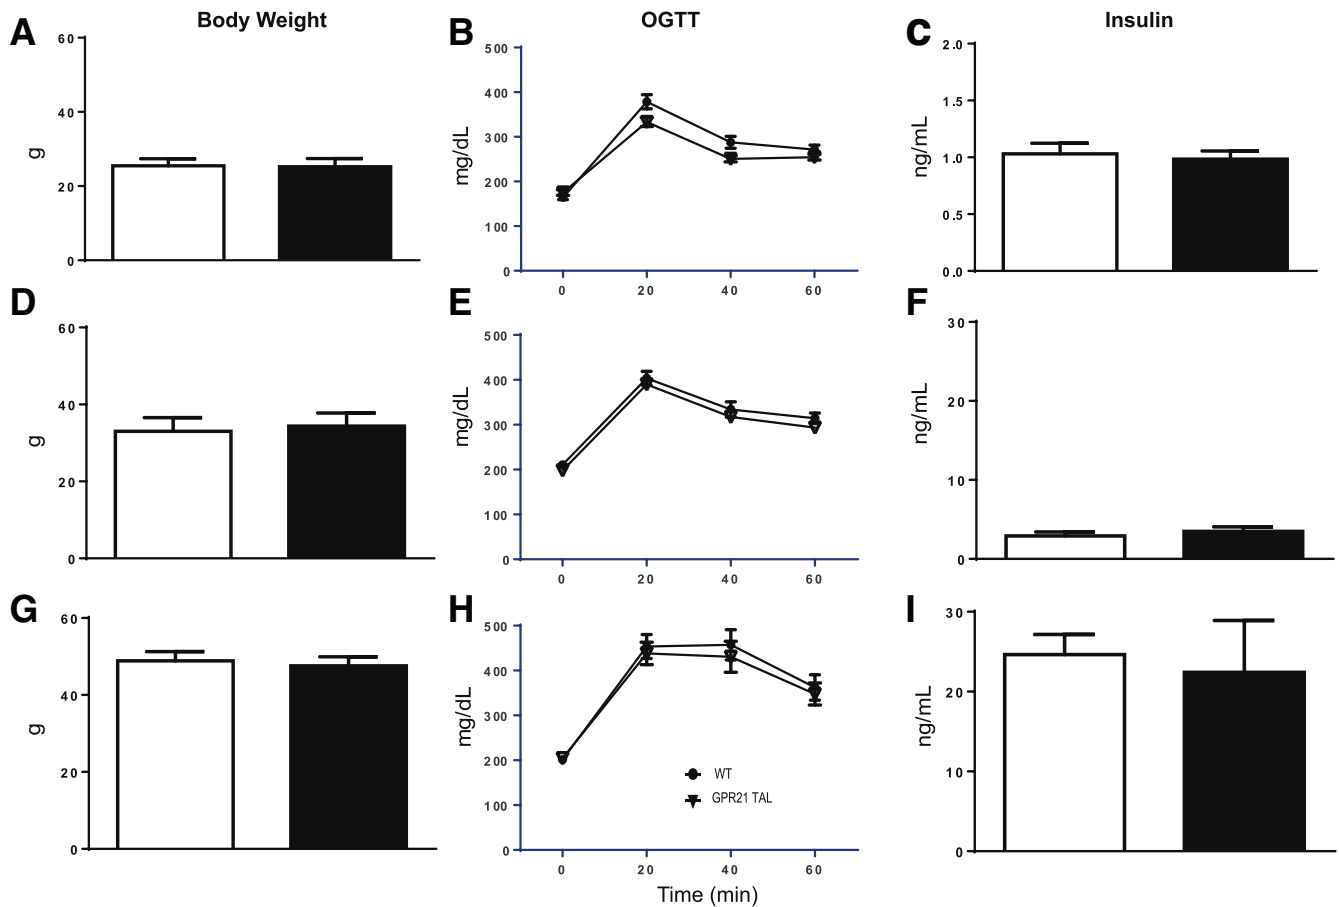 A Body Weight B OGTT C Insulin
60
40
20
0
g
500
400
300
200
100
0
mg/dL
0 20 40 60
2.0
1.5
1.0
0.5
0.0
ng/mL
D E F
60
40
20
0
g
500
400
300
200
100
0
mg/dL
0 20 40 60
30
20
10
0
ng/mL
G H I
60
40
20
0
g
500
400
300
200
100
0
mg/dL
WT
GPR21 TAL
0 20 40 60
Time (min)
30
20
10
0
ng/mL